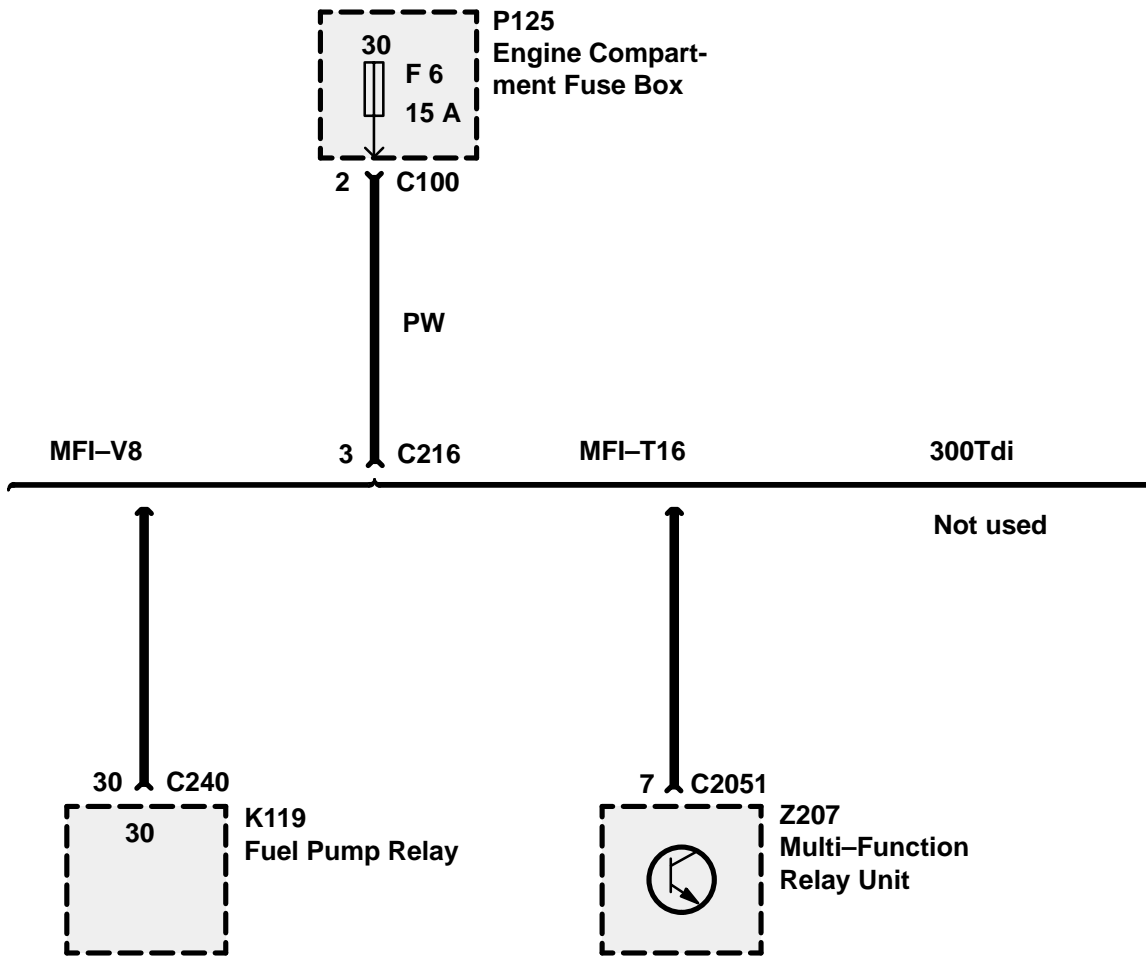 P125
Engine Compart-
ment Fuse Box
30
F 6
15 A
2 C100
PW
MFI–V8
3 C216
MFI–T16
300Tdi
Not used
30 C240
K119
Fuel Pump Relay
30
7 C2051
Z207
Multi–Function
Relay Unit